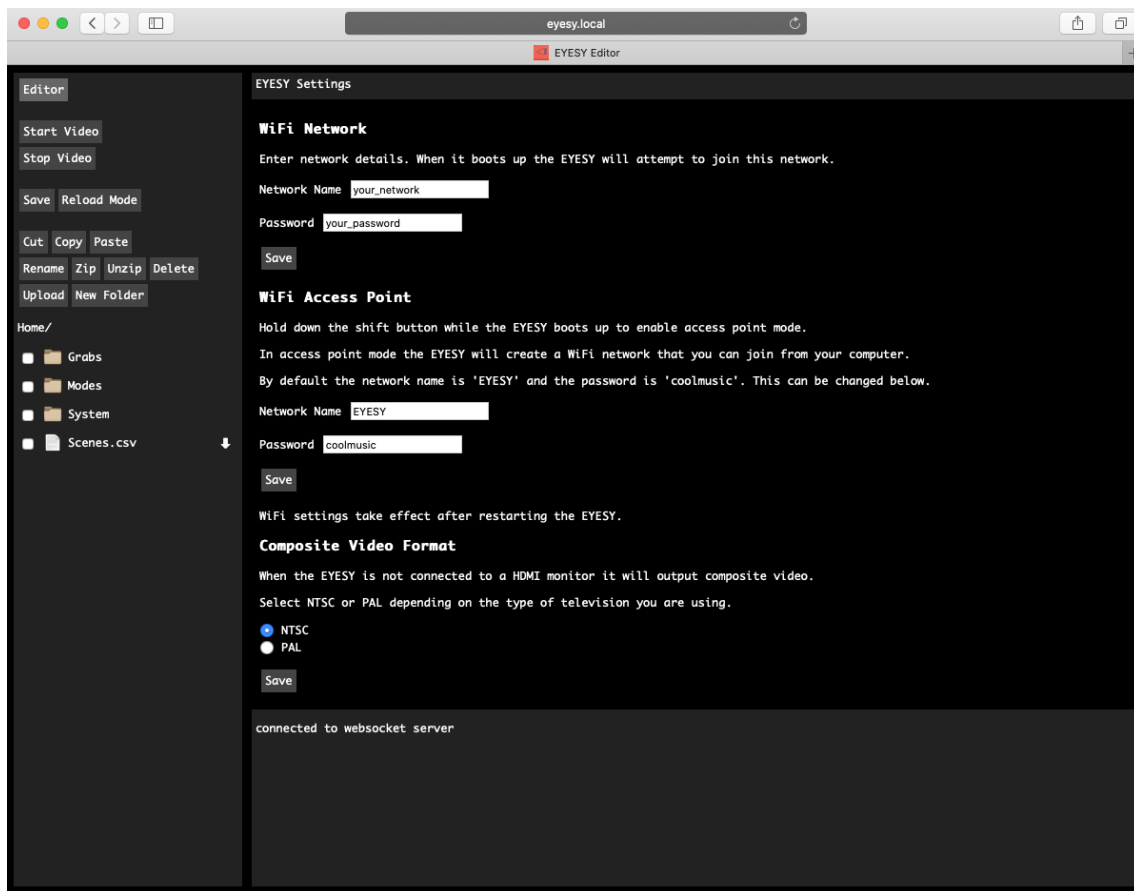 eyesy.local
EYESY Editor
Editor
Start Video
Stop Video
Save Reload Mode
Cut Copy Paste
Rename Zip Unzip Delete
Upload New Folder
Home/
Grabs
Modes
System
Scenes.csv
EYESY Settings
WiFi Network
Enter network details. When it boots up the EYESY will attempt to join this network.
Network Name your_network
Password your_password
Save
WiFi Access Point
Hold down the shift button while the EYESY boots up to enable access point mode.
In access point mode the EYESY will create a WiFi network that you can join from your computer.
By default the network name is 'EYESY' and the password is 'coolmusic'. This can be changed below.
Network Name EYESY
Password coolmusic
Save
WiFi settings take effect after restarting the EYESY.
Composite Video Format
When the EYESY is not connected to a HDMI monitor it will output composite video.
Select NTSC or PAL depending on the type of television you are using.
NTSC
PAL
Save
connected to websocket server